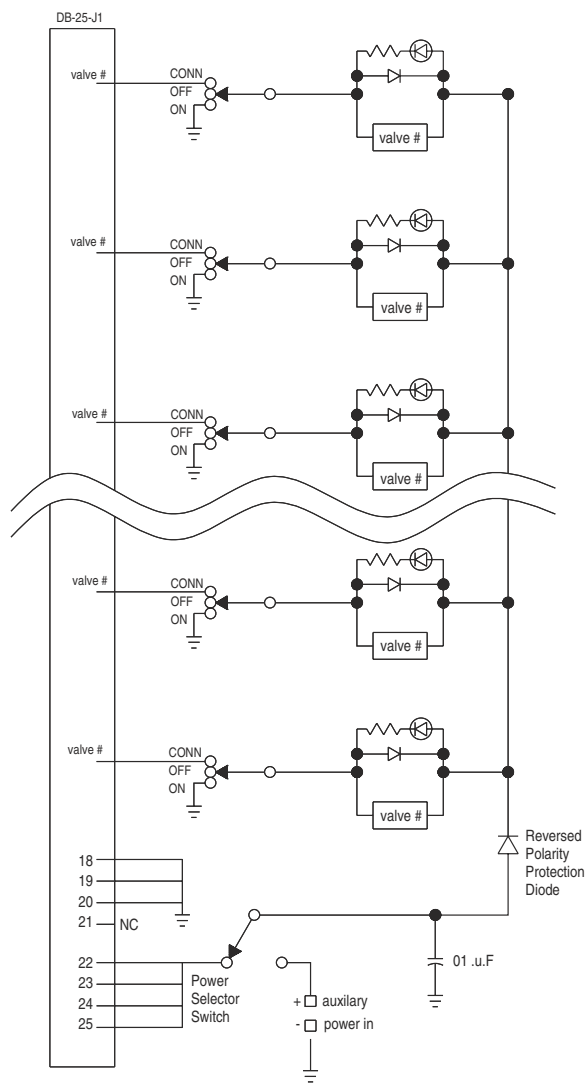 DB-25-J1
valve #
CONN
OFF
ON
valve #
valve #
CONN
OFF
ON
valve #
valve #
CONN
OFF
ON
valve #
valve #
CONN
OFF
ON
valve #
valve #
CONN
OFF
ON
valve #
Reversed
Polarity
Protection
Diode
18
19
20
21
NC
22
23
24
25
Power
Selector
Switch
+ auxilary
- power in
01 .u.F